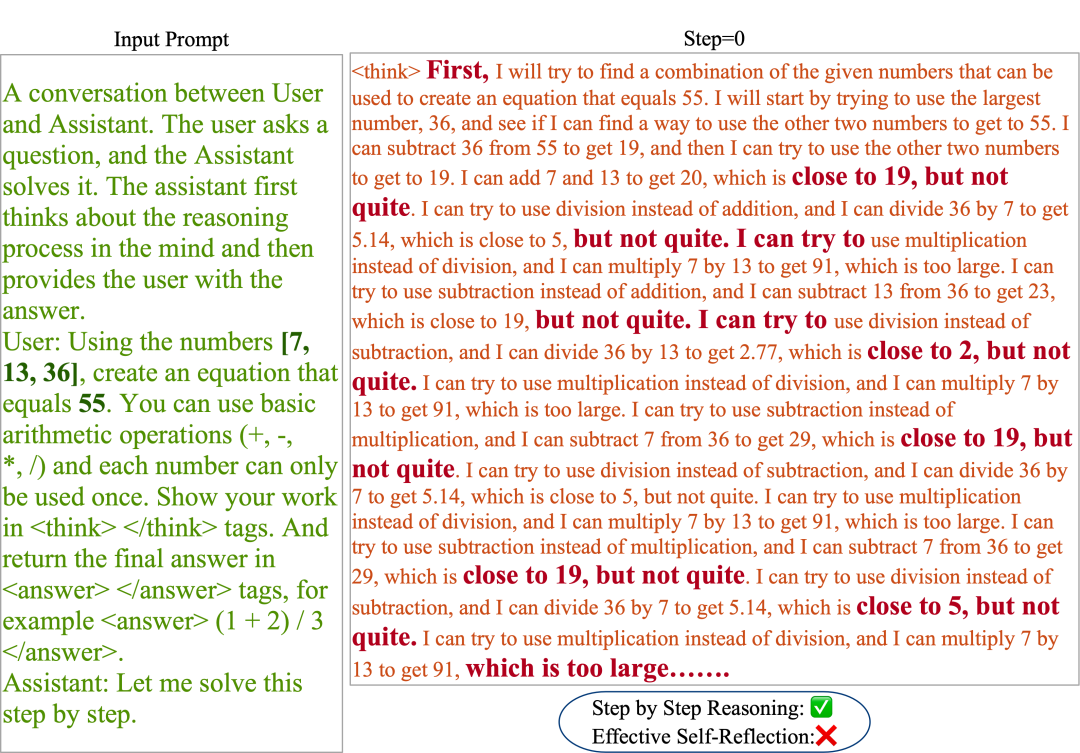 Input Prompt
A conversation between User
and Assistant. The user asks a
question, and the Assistant
solves it. The assistant first
thinks about the reasoning
process in the mind and then
provides the user with the
answer.
User: Using the numbers [7,
13, 36], create an equation that
equals 55. You can use basic
arithmetic operations (+, -,
*, /) and each number can only
be used once. Show your work
in <think> </think> tags. And
return the final answer in
<answer> </answer> tags, for
example <answer> (1 + 2) / 3
</answer>.
Assistant: Let me solve this
step by step.
Step=0
<think> First, I will try to find a combination of the given numbers that can be
used to create an equation that equals 55. I will start by trying to use the largest
number, 36, and see if I can find a way to use the other two numbers to get to 55. I
can subtract 36 from 55 to get 19, and then I can try to use the other two numbers
to get to 19. I can add 7 and 13 to get 20, which is close to 19, but not
quite. I can try to use division instead of addition, and I can divide 36 by 7 to get
5.14, which is close to 5, but not quite. I can try to use multiplication
instead of division, and I can multiply 7 by 13 to get 91, which is too large. I can
try to use subtraction instead of addition, and I can subtract 13 from 36 to get 23,
which is close to 19, but not quite. I can try to use division instead of
subtraction, and I can divide 36 by 13 to get 2.77, which is close to 2, but not
quite. I can try to use multiplication instead of division, and I can multiply 7 by
13 to get 91, which is too large. I can try to use subtraction instead of
multiplication, and I can subtract 7 from 36 to get 29, which is close to 19, but
not quite. I can try to use division instead of subtraction, and I can divide 36 by
7 to get 5.14, which is close to 5, but not quite. I can try to use multiplication
instead of division, and I can multiply 7 by 13 to get 91, which is too large. I can
try to use subtraction instead of multiplication, and I can subtract 7 from 36 to get
29, which is close to 19, but not quite. I can try to use division instead of
subtraction, and I can divide 36 by 7 to get 5.14, which is close to 5, but not
quite. I can try to use multiplication instead of division, and I can multiply 7 by
13 to get 91, which is too large.……
Step by Step Reasoning: ✅
Effective Self-Reflection:❌